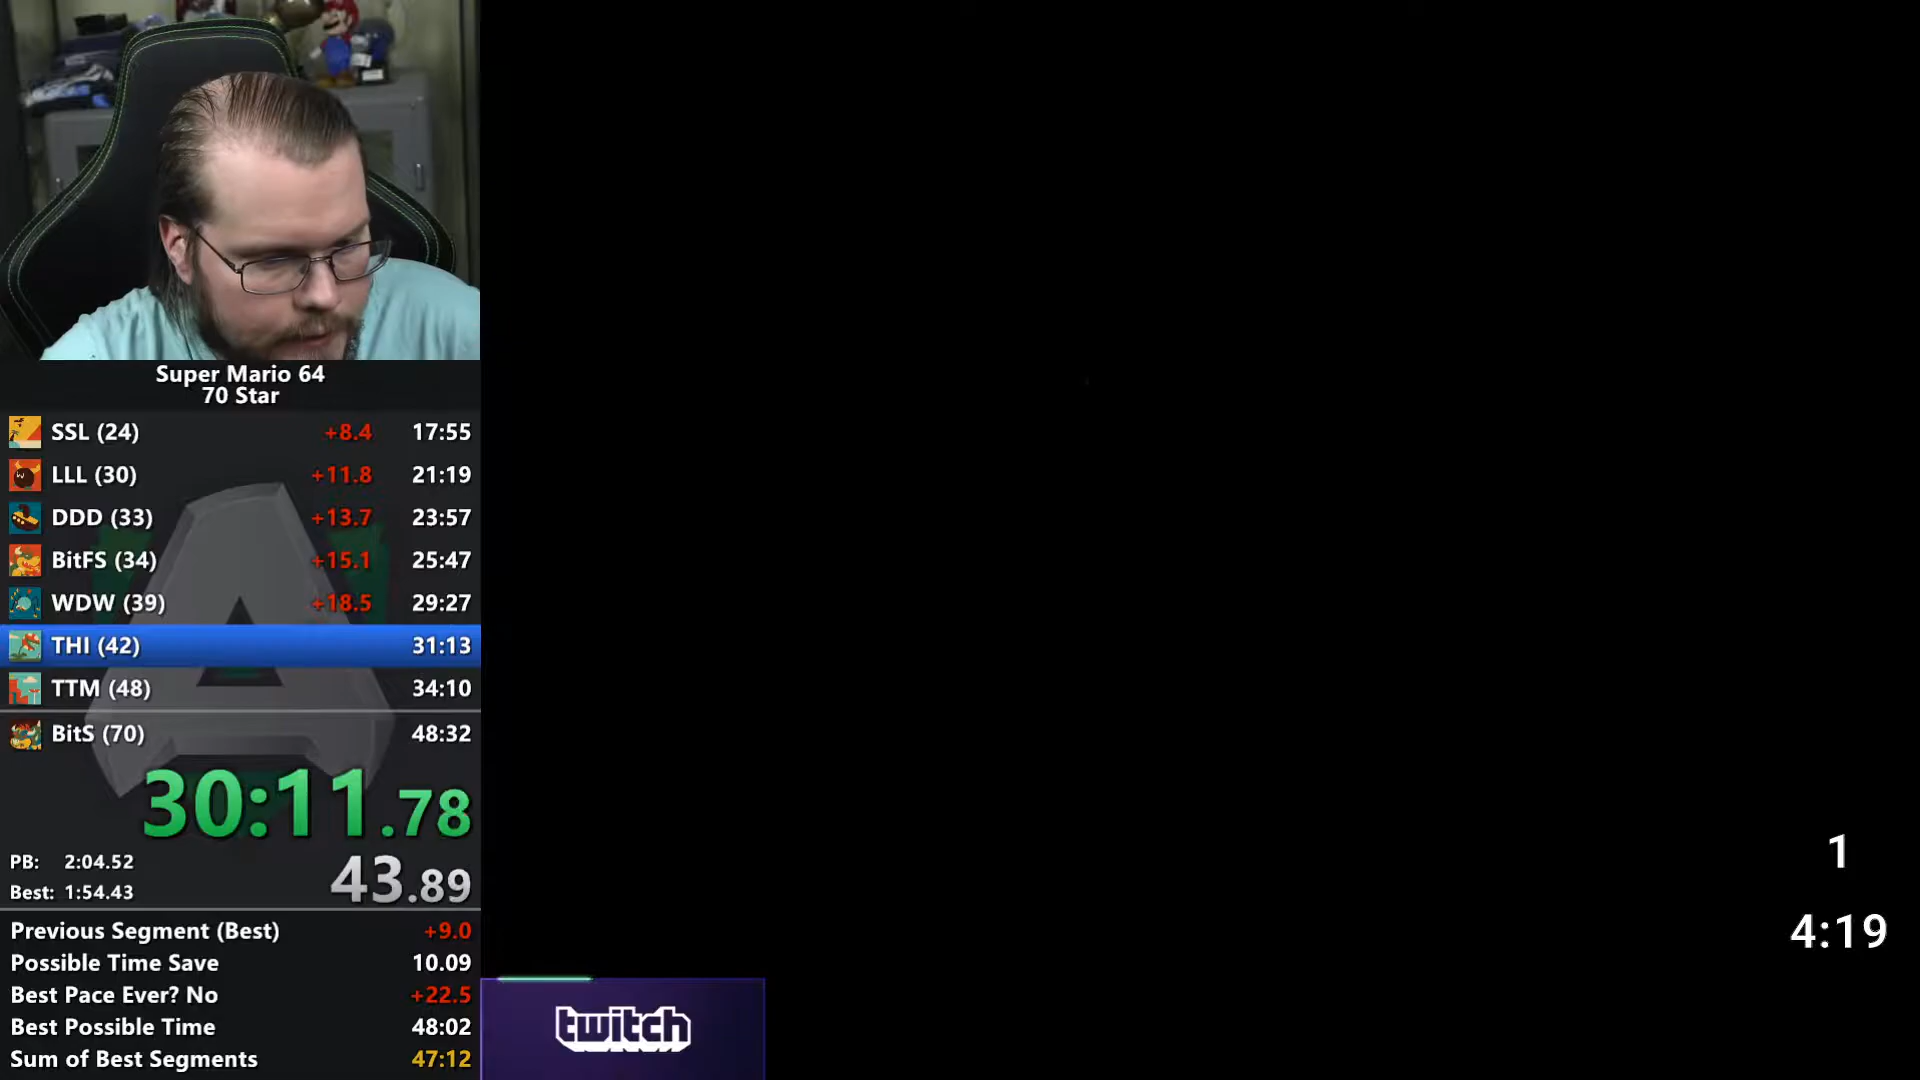 Super Mario 64
70 Star
SSL (24) +8.4 17:55
LLL (30) +11.8 21:19
DDD (33) +13.7 23:57
BitFS (34) +15.1 25:47
WDW (39) +18.5 29:27
THI (42) 31:13
TTM (48) 34:10
BitS (70) 48:32
30:11.78
PB: 2:04.52
43.89
Best: 1:54.43
Previous Segment (Best) +9.0
Possible Time Save 10.09
Best Pace Ever? No +22.5
Best Possible Time 48:02
Sum of Best Segments 47:12
twitch
1
4:19